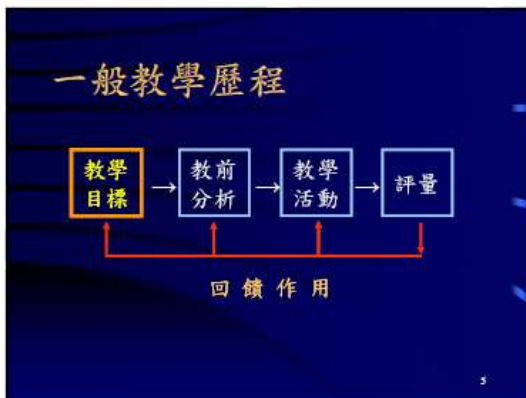 一般教學歷程
教學
目標
→
教前
分析
→
教學
活動
→
評量
回饋作用
5